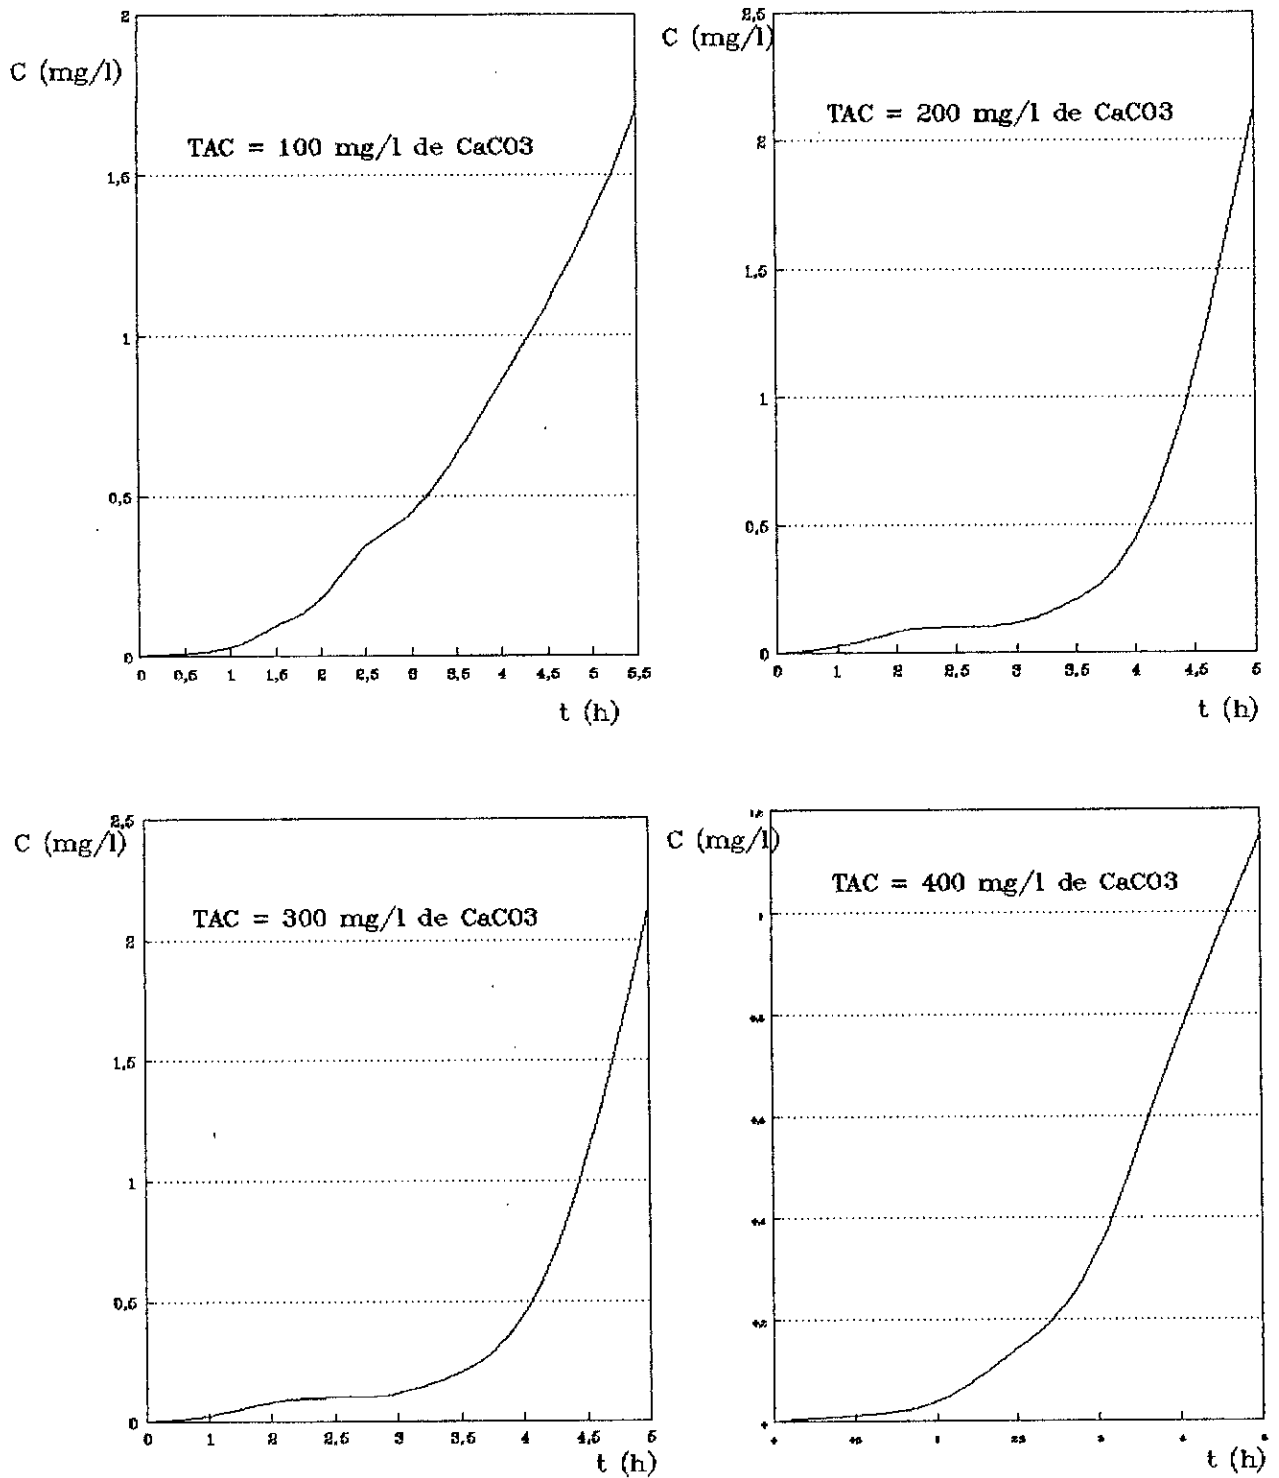 2
C (mg/l)
TAC = 100 mg/l de CaCO3
1,5
1
0,5
0
0 0,5 1 1,5 2 2,5 3 3,5 4 4,5 5 5,5
t (h)
2,5
C (mg/l)
TAC = 200 mg/l de CaCO3
2
1,5
1
0,5
0
0 1 2 2,5 3 3,5 4 4,5 5
t (h)
2,5
C (mg/l)
TAC = 300 mg/l de CaCO3
2
1,5
1
0,5
0
0 1 2 2,5 3 3,5 4 4,5 5
t (h)
C (mg/l)
TAC = 400 mg/l de CaCO3
t (h)